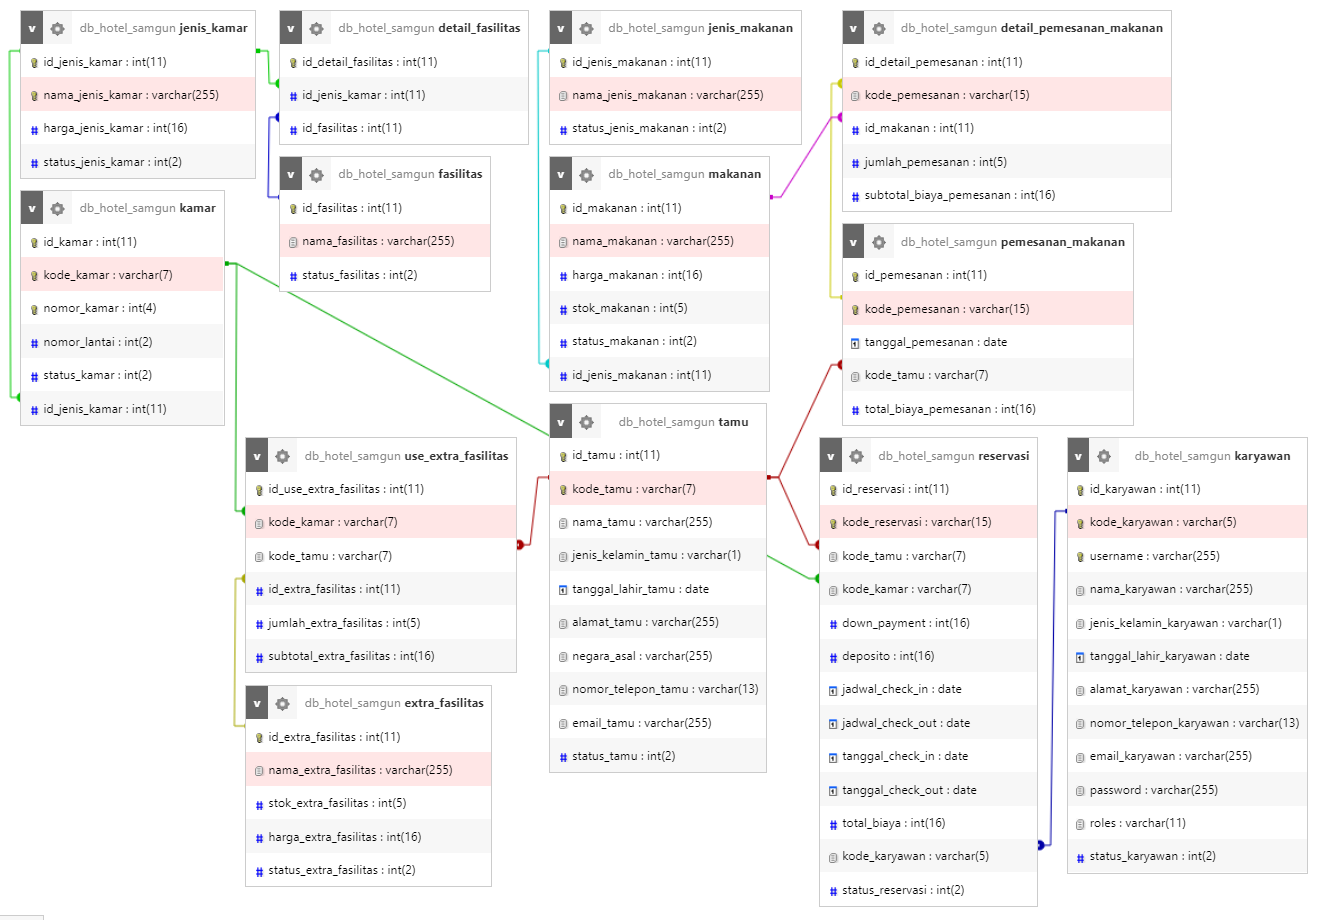 v db_hotel_samgun jenis_kamar
id_jenis_kamar : int(11)
nama_jenis_kamar : varchar(255)
# harga_jenis_kamar : int(16)
# status_jenis_kamar : int(2)
v db_hotel_samgun kamar
id_kamar : int(11)
kode_kamar : varchar(7)
nomor_kamar : int(4)
# nomor_lantai : int(2)
# status_kamar : int(2)
# id_jenis_kamar : int(11)
v db_hotel_samgun detail_fasilitas
id_detail_fasilitas : int(11)
# id_jenis_kamar : int(11)
# id_fasilitas : int(11)
v db_hotel_samgun fasilitas
id_fasilitas : int(11)
nama_fasilitas : varchar(255)
# status_fasilitas : int(2)
v db_hotel_samgun jenis_makanan
id_jenis_makanan : int(11)
nama_jenis_makanan : varchar(255)
# status_jenis_makanan : int(2)
v db_hotel_samgun makanan
id_makanan : int(11)
nama_makanan : varchar(255)
# harga_makanan : int(16)
# stok_makanan : int(5)
# status_makanan : int(2)
# id_jenis_makanan : int(11)
v db_hotel_samgun detail_pemesanan_makanan
id_detail_pemesanan : int(11)
kode_pemesanan : varchar(15)
# id_makanan : int(11)
# jumlah_pemesanan : int(5)
# subtotal_biaya_pemesanan : int(16)
v db_hotel_samgun pemesanan_makanan
id_pemesanan : int(11)
kode_pemesanan : varchar(15)
tanggal_pemesanan : date
kode_tamu : varchar(7)
# total_biaya_pemesanan : int(16)
v db_hotel_samgun use_extra_fasilitas
id_use_extra_fasilitas : int(11)
kode_kamar : varchar(7)
kode_tamu : varchar(7)
# id_extra_fasilitas : int(11)
# jumlah_extra_fasilitas : int(5)
# subtotal_extra_fasilitas : int(16)
v db_hotel_samgun extra_fasilitas
id_extra_fasilitas : int(11)
nama_extra_fasilitas : varchar(255)
# stok_extra_fasilitas : int(5)
# harga_extra_fasilitas : int(16)
# status_extra_fasilitas : int(2)
v db_hotel_samgun tamu
id_tamu : int(11)
kode_tamu : varchar(7)
nama_tamu : varchar(255)
jenis_kelamin_tamu : varchar(1)
tanggal_lahir_tamu : date
alamat_tamu : varchar(255)
negara_asal : varchar(255)
nomor_telepon_tamu : varchar(13)
email_tamu : varchar(255)
# status_tamu : int(2)
v db_hotel_samgun reservasi
id_reservasi : int(11)
kode_reservasi : varchar(15)
kode_tamu : varchar(7)
kode_kamar : varchar(7)
# down_payment : int(16)
# deposito : int(16)
jadwal_check_in : date
jadwal_check_out : date
tanggal_check_in : date
tanggal_check_out : date
# total_biaya : int(16)
kode_karyawan : varchar(5)
# status_reservasi : int(2)
v db_hotel_samgun karyawan
id_karyawan : int(11)
kode_karyawan : varchar(5)
username : varchar(255)
nama_karyawan : varchar(255)
jenis_kelamin_karyawan : varchar(1)
tanggal_lahir_karyawan : date
alamat_karyawan : varchar(255)
nomor_telepon_karyawan : varchar(13)
email_karyawan : varchar(255)
password : varchar(255)
roles : varchar(11)
# status_karyawan : int(2)